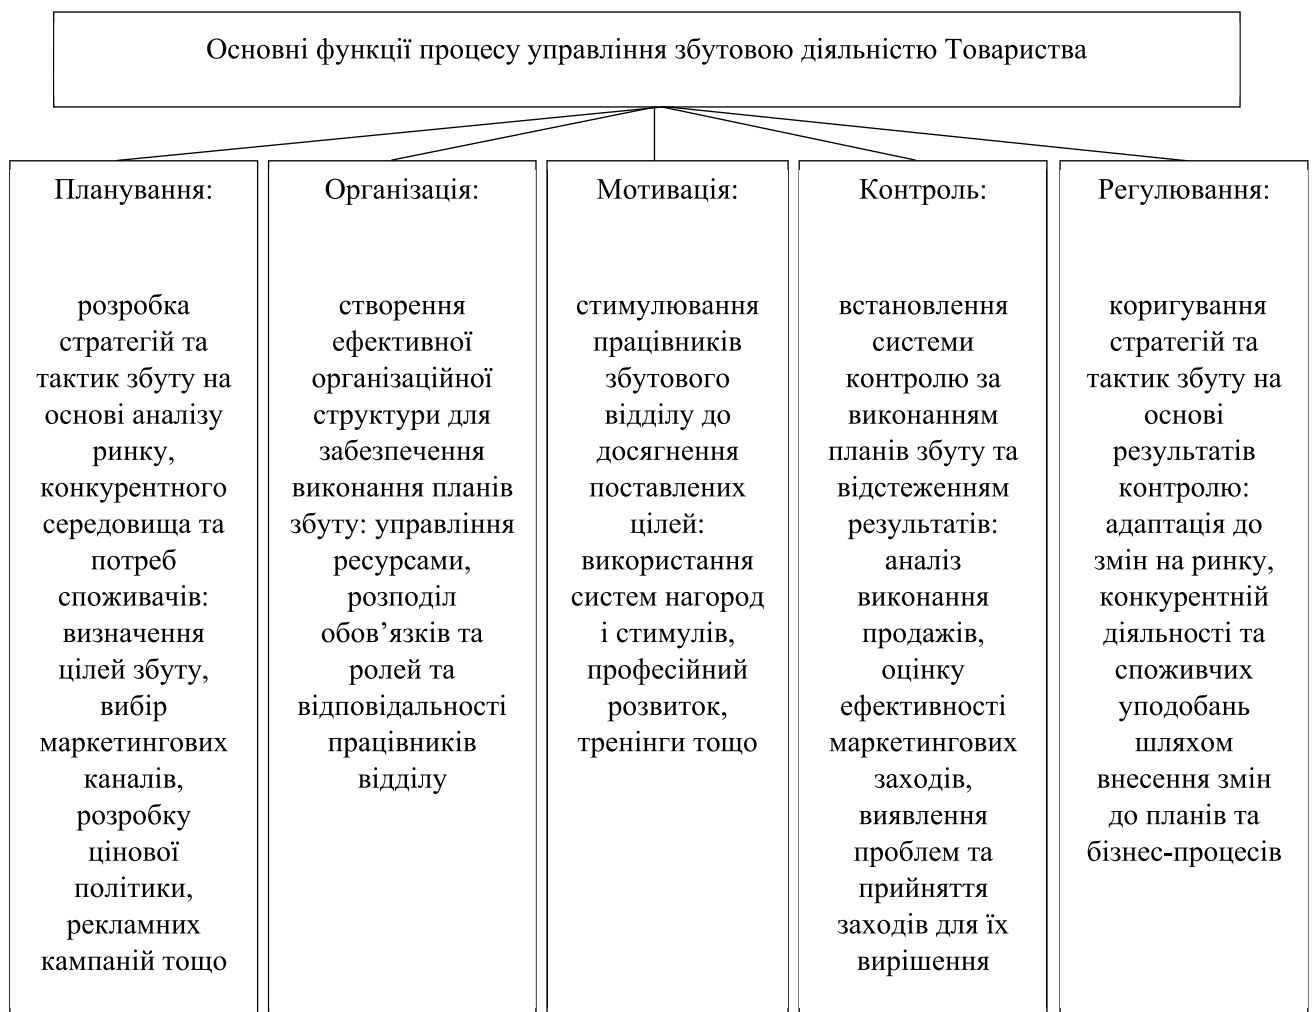 Основні функції процесу управління збутовою діяльністю Товариства
Планування:
розробка
стратегій та
тактик збуту на
основі аналізу
ринку,
конкурентного
середовища та
потреб
споживачів:
визначення
цілей збуту,
вибір
маркетингових
каналів,
розробку
цінової
політики,
рекламних
кампаній тощо
Організація:
створення
ефективної
організаційної
структури для
забезпечення
виконання планів
збуту: управління
ресурсами,
розподіл
обов’язків та
ролей та
відповідальності
працівників
відділу
Мотивація:
стимулювання
працівників
збутового
відділу до
досягнення
поставлених
цілей:
використання
систем нагород
і стимулів,
професійний
розвиток,
тренінги тощо
Контроль:
встановлення
системи
контролю за
виконанням
планів збуту та
відстеженням
результатів:
аналіз
виконання
продажів,
оцінку
ефективності
маркетингових
заходів,
виявлення
проблем та
прийняття
заходів для їх
вирішення
Регулювання:
коригування
стратегій та
тактик збуту на
основі
результатів
контролю:
адаптація до
змін на ринку,
конкурентній
діяльності та
споживчих
уподобань
шляхом
внесення змін
до планів та
бізнес-процесів